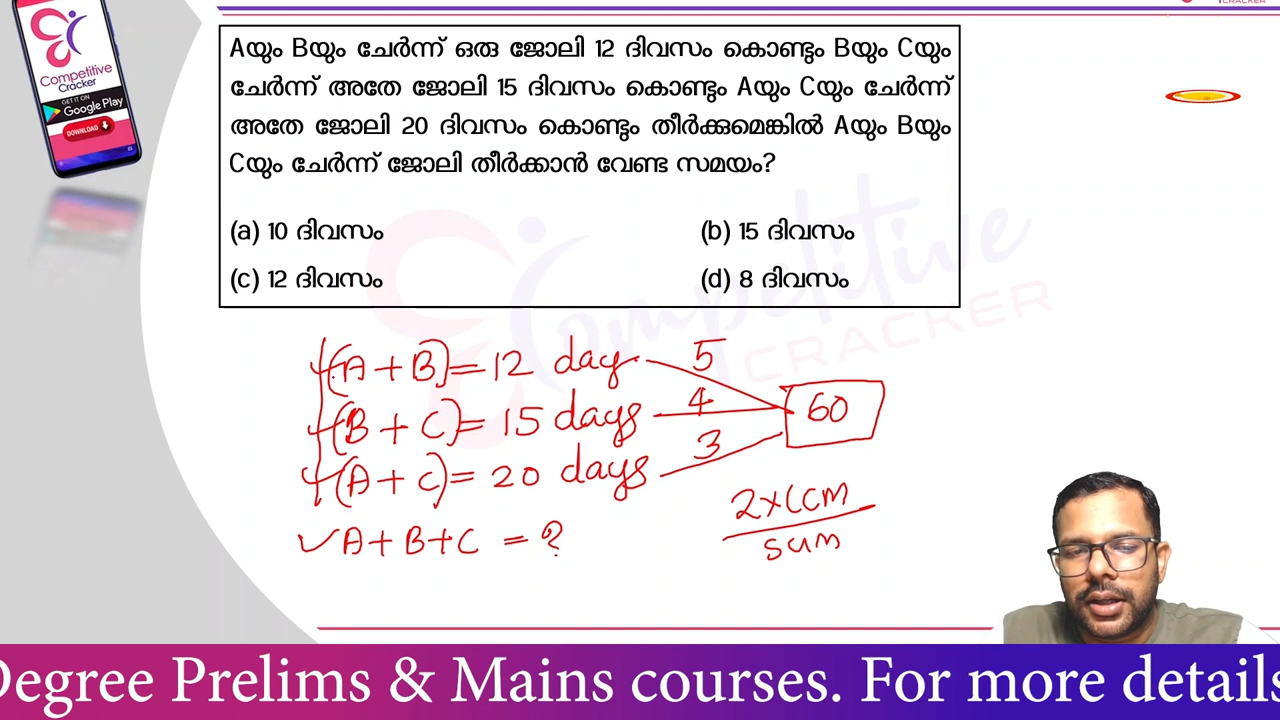 CRACKER
Competitive
Cracker
GET IT ON
Google Play
DOWNLOAD
Aയും Bയും ചേർന്ന് ഒരു ജോലി 12 ദിവസം കൊണ്ടും Bയും Cയും
ചേർന്ന് അതേ ജോലി 15 ദിവസം കൊണ്ടും Aയും Cയും ചേർന്ന്
അതേ ജോലി 20 ദിവസം കൊണ്ടും തീർക്കുമെങ്കിൽ Aയും Bയും
Cയും ചേർന്ന് ജോലി തീർക്കാൻ വേണ്ട സമയം?
(a) 10 ദിവസം (b) 15 ദിവസം
(c) 12 ദിവസം (d) 8 ദിവസം
Competitive
CRACKER
(A+B) = 12 day 5
(B+C) = 15 days 4 60
(A+C) = 20 days 3
A+B+C = ?
2×LCM
sum
Degree Prelims & Mains courses. For more details